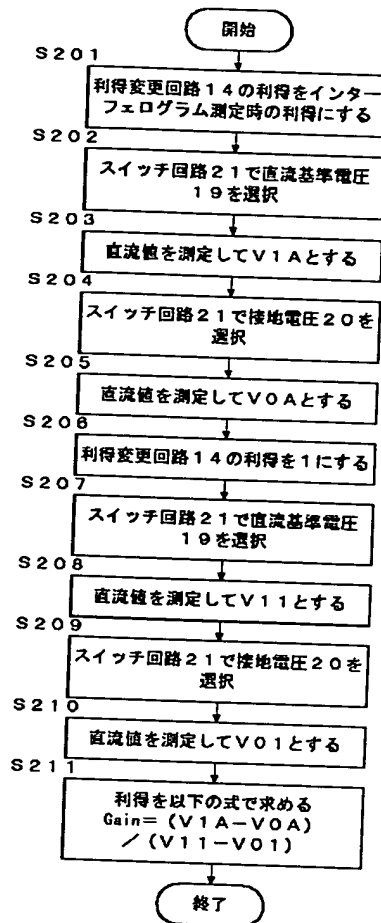 開始
S201
利得変更回路14の利得をインター
フェログラム測定時の利得にする
S202
スイッチ回路21で直流基準電圧
19を選択
S203
直流値を測定してV1Aとする
S204
スイッチ回路21で接地電圧20を
選択
S205
直流値を測定してV0Aとする
S206
利得変更回路14の利得を1にする
S207
スイッチ回路21で直流基準電圧
19を選択
S208
直流値を測定してV11とする
S209
スイッチ回路21で接地電圧20を
選択
S210
直流値を測定してV01とする
S211
利得を以下の式で求める
Gain=(V1A-V0A)
/(V11-V01)
終了